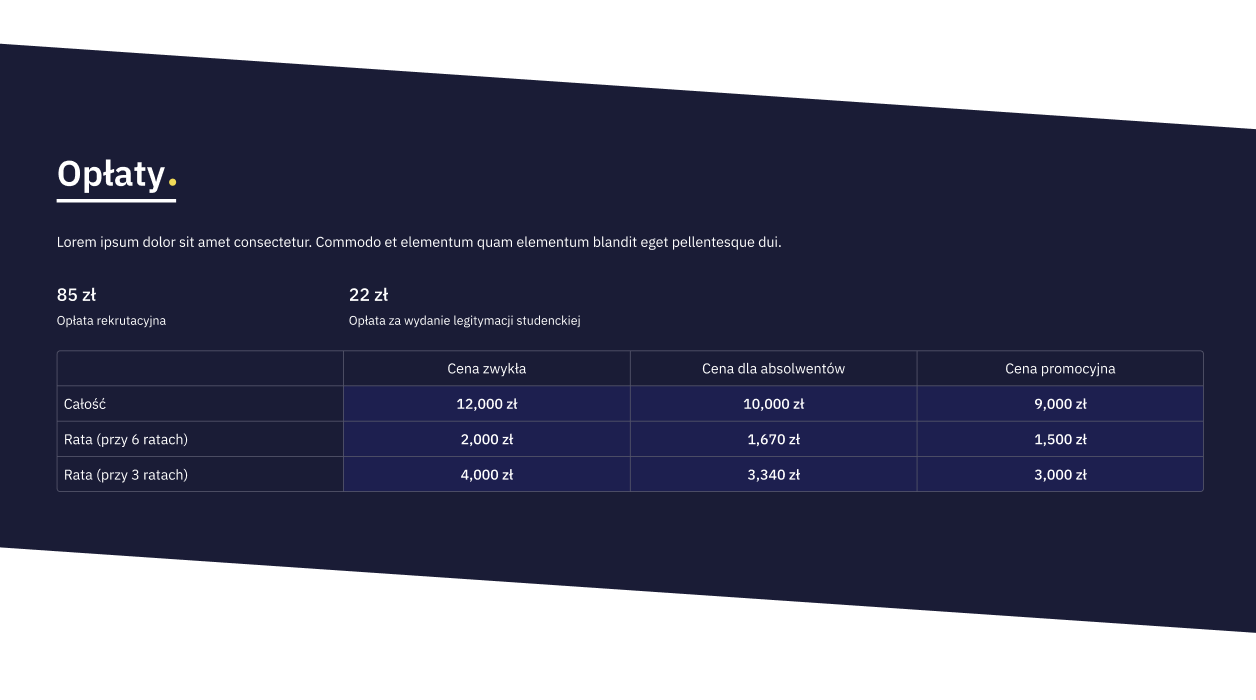 Opłaty.
Lorem ipsum dolor sit amet consectetur. Commodo et elementum quam elementum blandit eget pellentesque dui.
85 zł 22 zł
Opłata rekrutacyjna Opłata za wydanie legitymacji studenckiej
Cena zwykła Cena dla absolwentów Cena promocyjna
Całość 12,000 zł 10,000 zł 9,000 zł
Rata (przy 6 ratach) 2,000 zł 1,670 zł 1,500 zł
Rata (przy 3 ratach) 4,000 zł 3,340 zł 3,000 zł